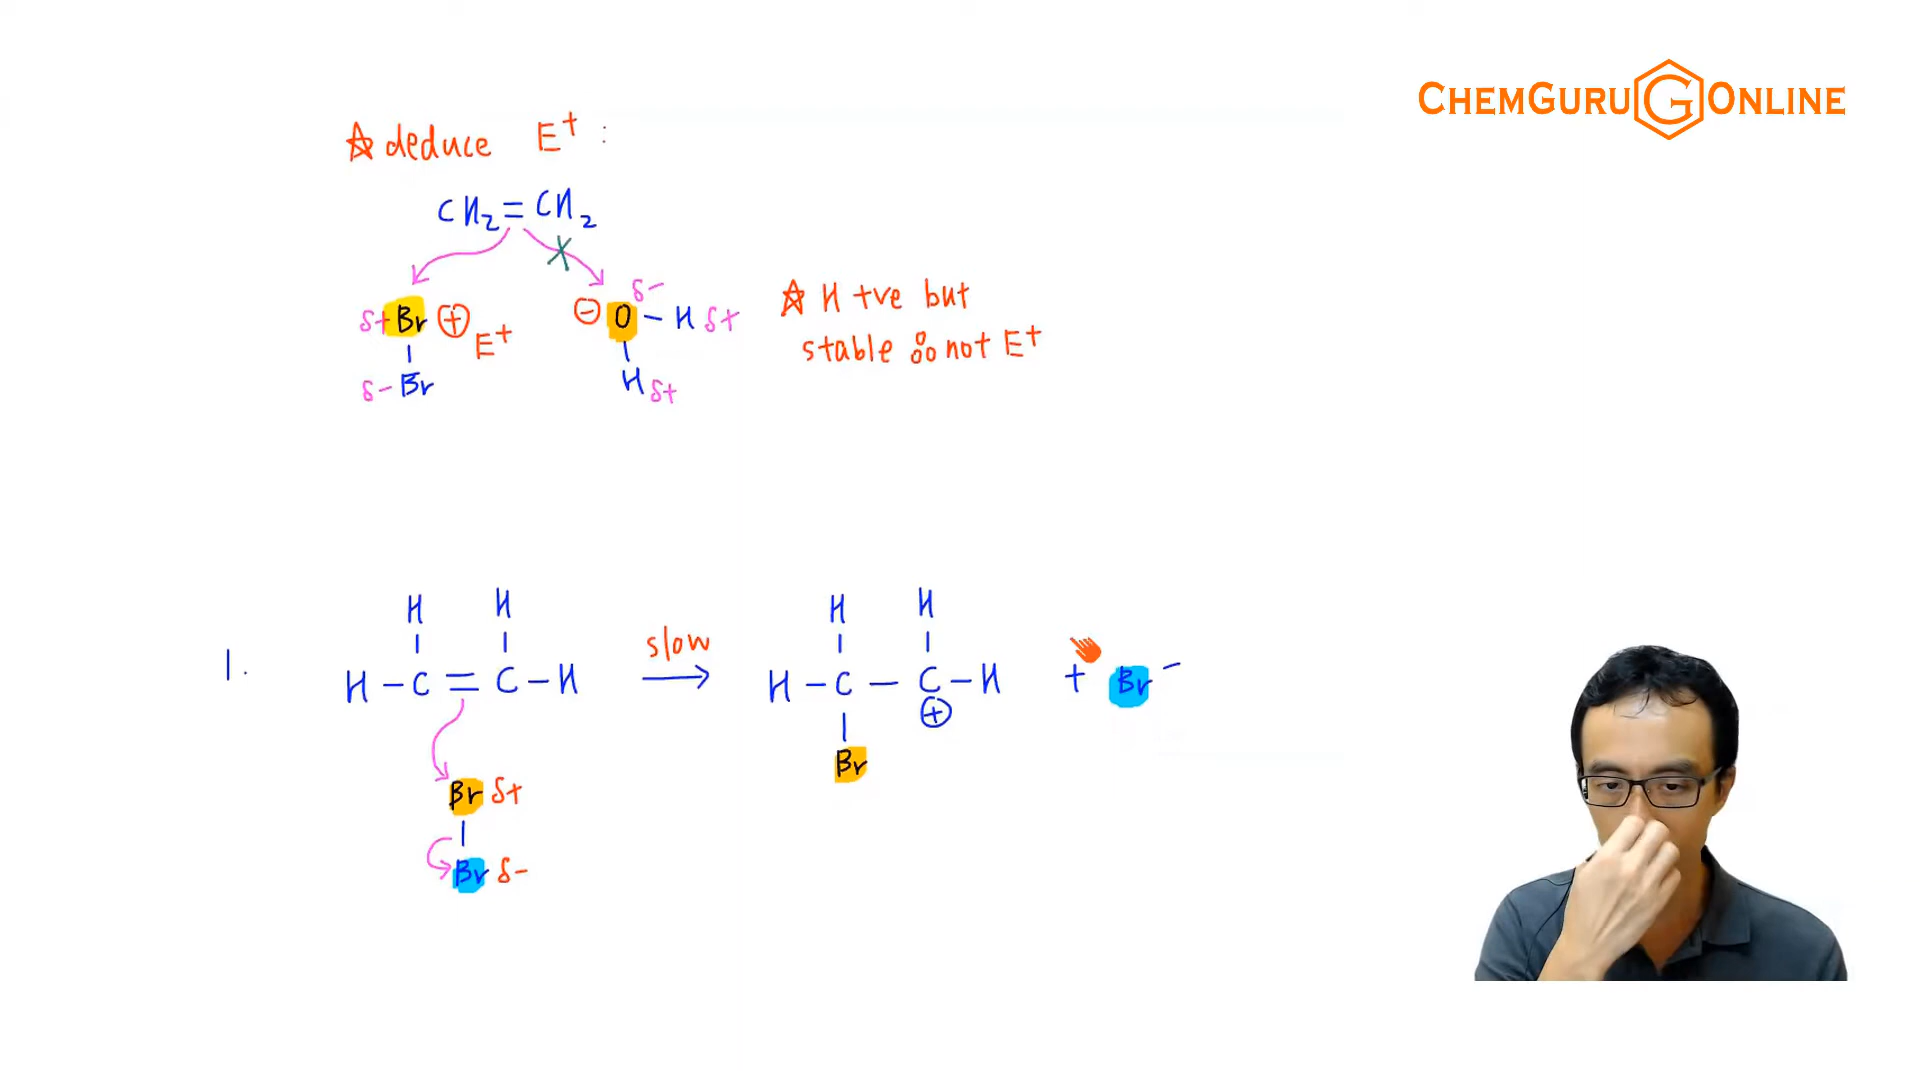 CHEMGURU G ONLINE
☆ deduce E⁺ :
CH₂ = CH₂
δ+ Br ⊕ E⁺
δ- Br
⊖ O δ- – H δ+
H δ+
☆ H +ve but
stable ∴ not E⁺
1.
H H
H – C = C – H
Br δ+
Br δ-
slow →
H H
H – C – C – H + Br⁻
⊕
Br